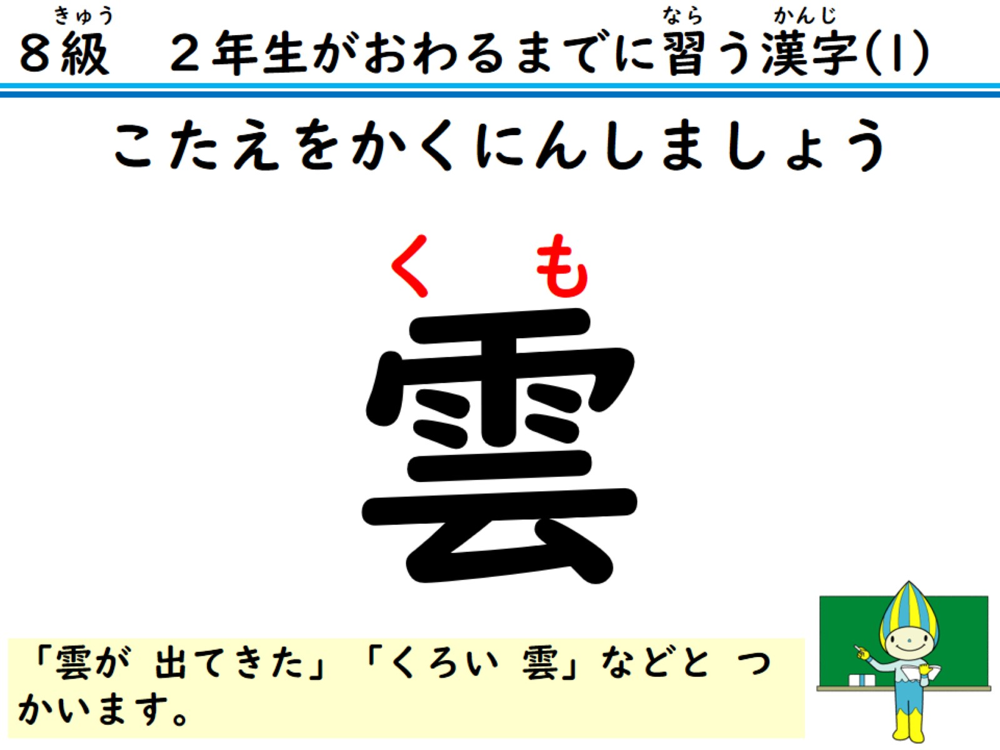 きゅう なら かんじ
8級 2年生がおわるまでに習う漢字(1)
こたえをかくにんしましょう
くも
雲
「雲が 出てきた」「くろい 雲」などと つ
かいます。